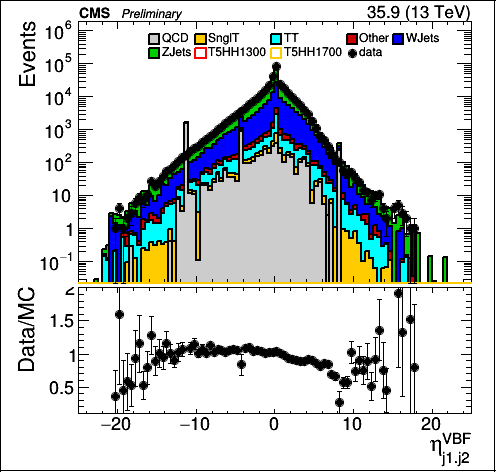 CMS Preliminary 35.9 (13 TeV)
Events
QCD SnglT TT Other WJets
ZJets T5HH1300 T5HH1700 data
10^6
10^5
10^4
10^3
10^2
10
1
10^−1
Data/MC
2
1.5
1
0.5
−20 −10 0 10 20
η^VBF_j1.j2